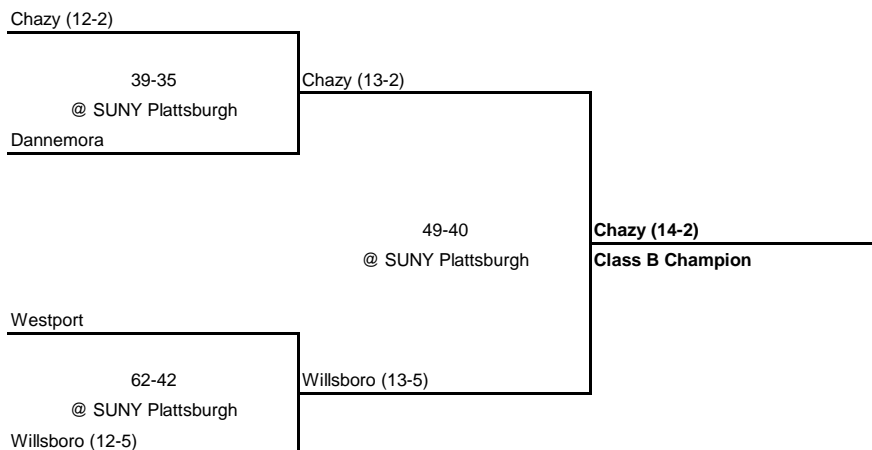 Chazy (12-2)
39-35
Chazy (13-2)
@ SUNY Plattsburgh
Dannemora
49-40
Chazy (14-2)
@ SUNY Plattsburgh
Class B Champion
Westport
62-42
Willsboro (13-5)
@ SUNY Plattsburgh
Willsboro (12-5)